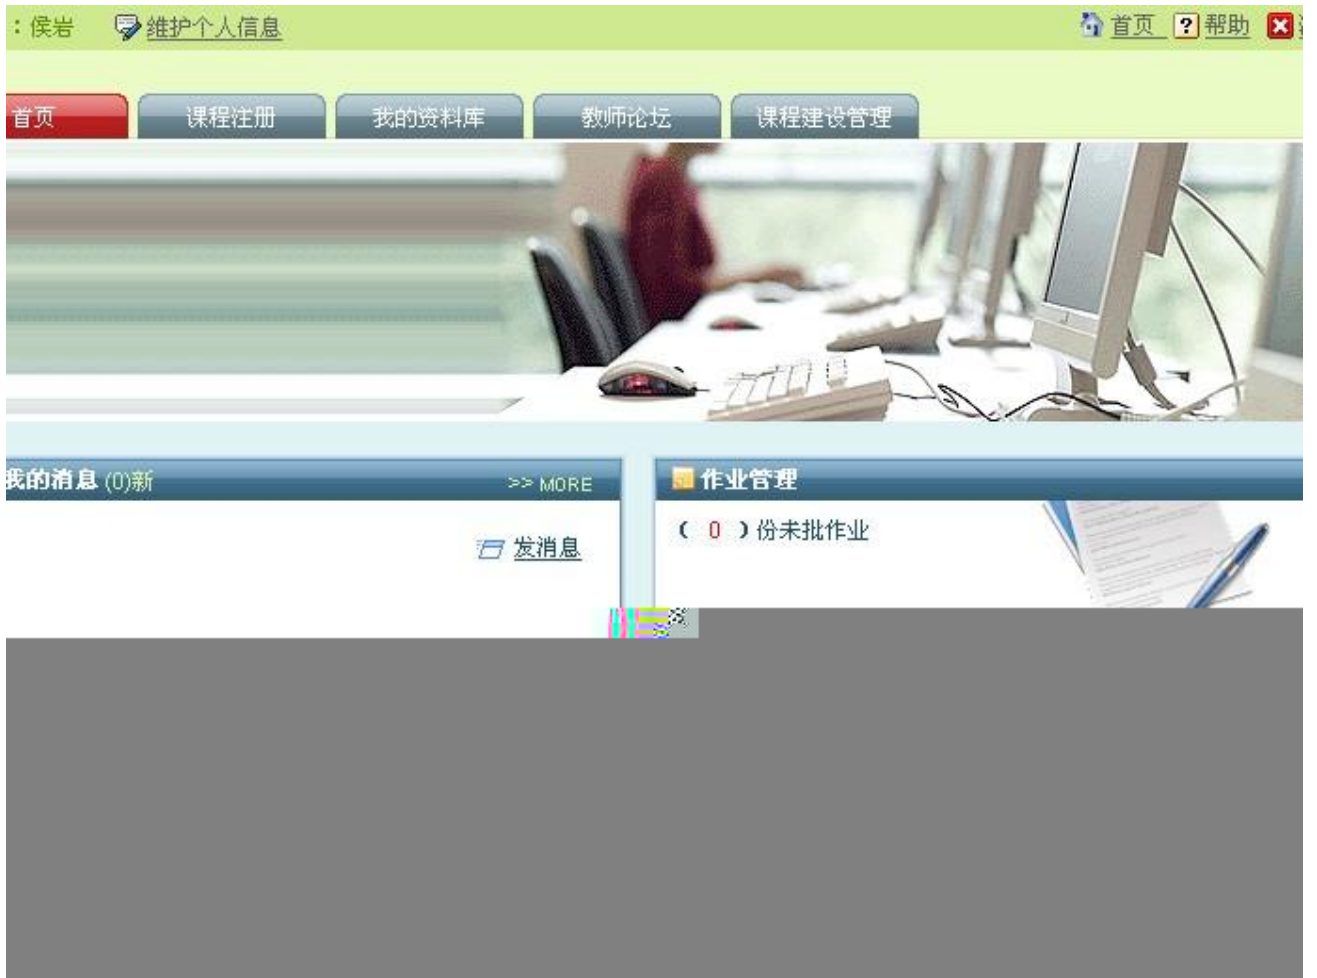 ：侯岩 维护个人信息 首页 帮助
首页 课程注册 我的资料库 教师论坛 课程建设管理
我的消息 (0)新 >> MORE
作业管理
发消息
( 0 ) 份未批作业